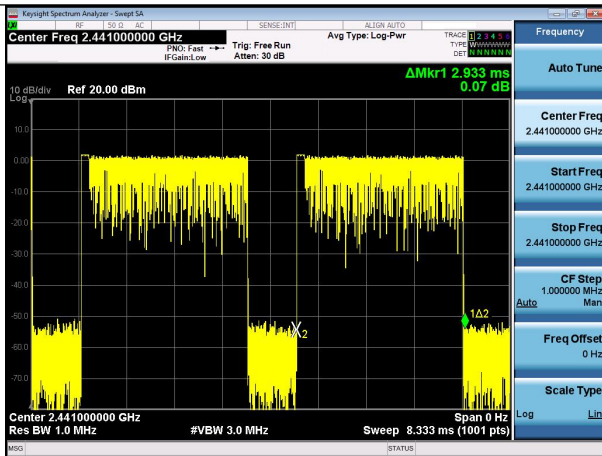 Keysight Spectrum Analyzer - Swept SA
RF 50 Ω AC SENSE:INT ALIGN AUTO
Center Freq 2.441000000 GHz
PNO: Fast
IFGain:Low
Trig: Free Run
Atten: 30 dB
Avg Type: Log-Pwr
TRACE 1 2 3 4 5 6
TYPE WWWWWW
DET N N N N N N
ΔMkr1 2.933 ms
0.07 dB
10 dB/div Ref 20.00 dBm
Log
10.0
0.00
-10.0
-20.0
-30.0
-40.0
-50.0
-60.0
-70.0
1Δ2
2
Center 2.441000000 GHz Span 0 Hz
Res BW 1.0 MHz #VBW 3.0 MHz Sweep 8.333 ms (1001 pts)
MSG STATUS
Frequency
Auto Tune
Center Freq
2.441000000 GHz
Start Freq
2.441000000 GHz
Stop Freq
2.441000000 GHz
CF Step
1.000000 MHz
Auto Man
Freq Offset
0 Hz
Scale Type
Log Lin